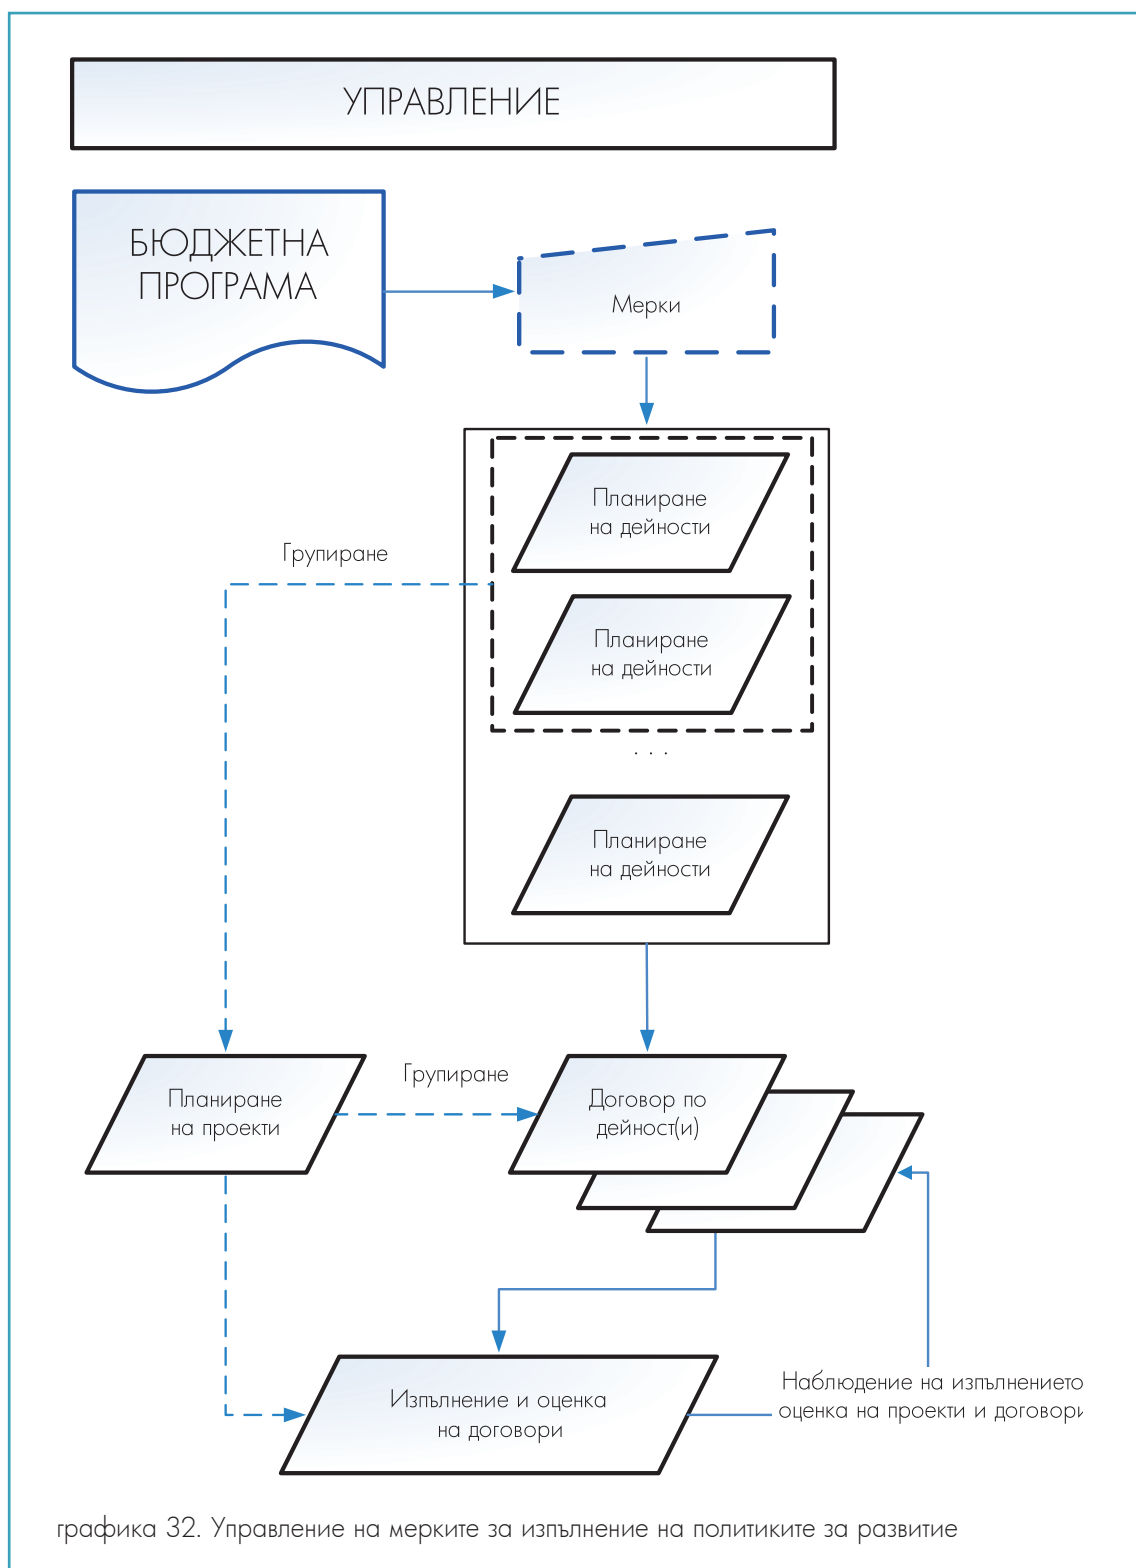 УПРАВЛЕНИЕ
БЮДЖЕТНА
ПРОГРАМА
Мерки
Планиране
на дейности
Групиране
Планиране
на дейности
. . .
Планиране
на дейности
Планиране
на проекти
Групиране
Договор по
дейност(и)
Изпълнение и оценка
на договори
Наблюдение на изпълнението
оценка на проекти и договори
графика 32. Управление на мерките за изпълнение на политиките за развитие